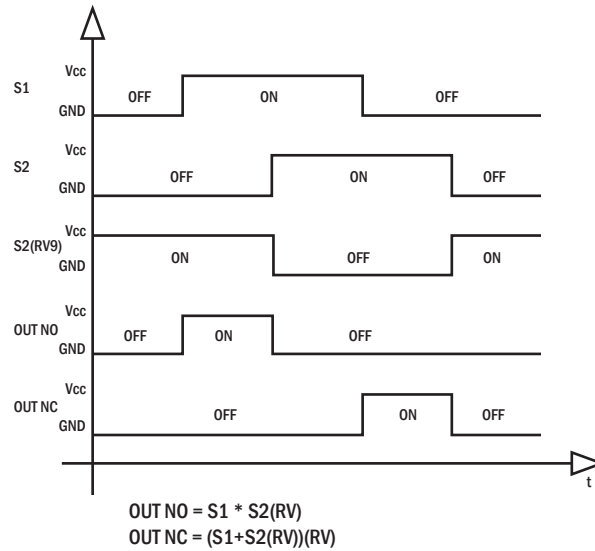 Vcc
S1
OFF
ON
OFF
GND
Vcc
S2
OFF
ON
OFF
GND
Vcc
S2(RV9)
ON
OFF
ON
GND
Vcc
OUT NO
OFF
ON
OFF
GND
Vcc
OUT NC
OFF
ON
OFF
GND
t
OUT NO = S1 * S2(RV)
OUT NC = (S1+S2(RV))(RV)